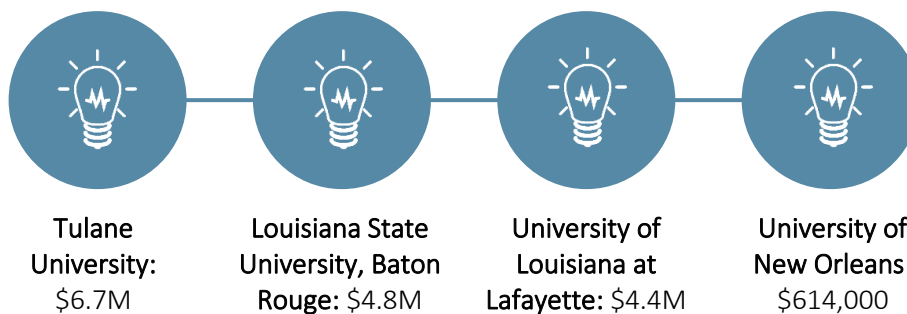 Tulane
University:
$6.7M
Louisiana State
University, Baton
Rouge: $4.8M
University of
Louisiana at
Lafayette: $4.4M
University of
New Orleans
$614,000